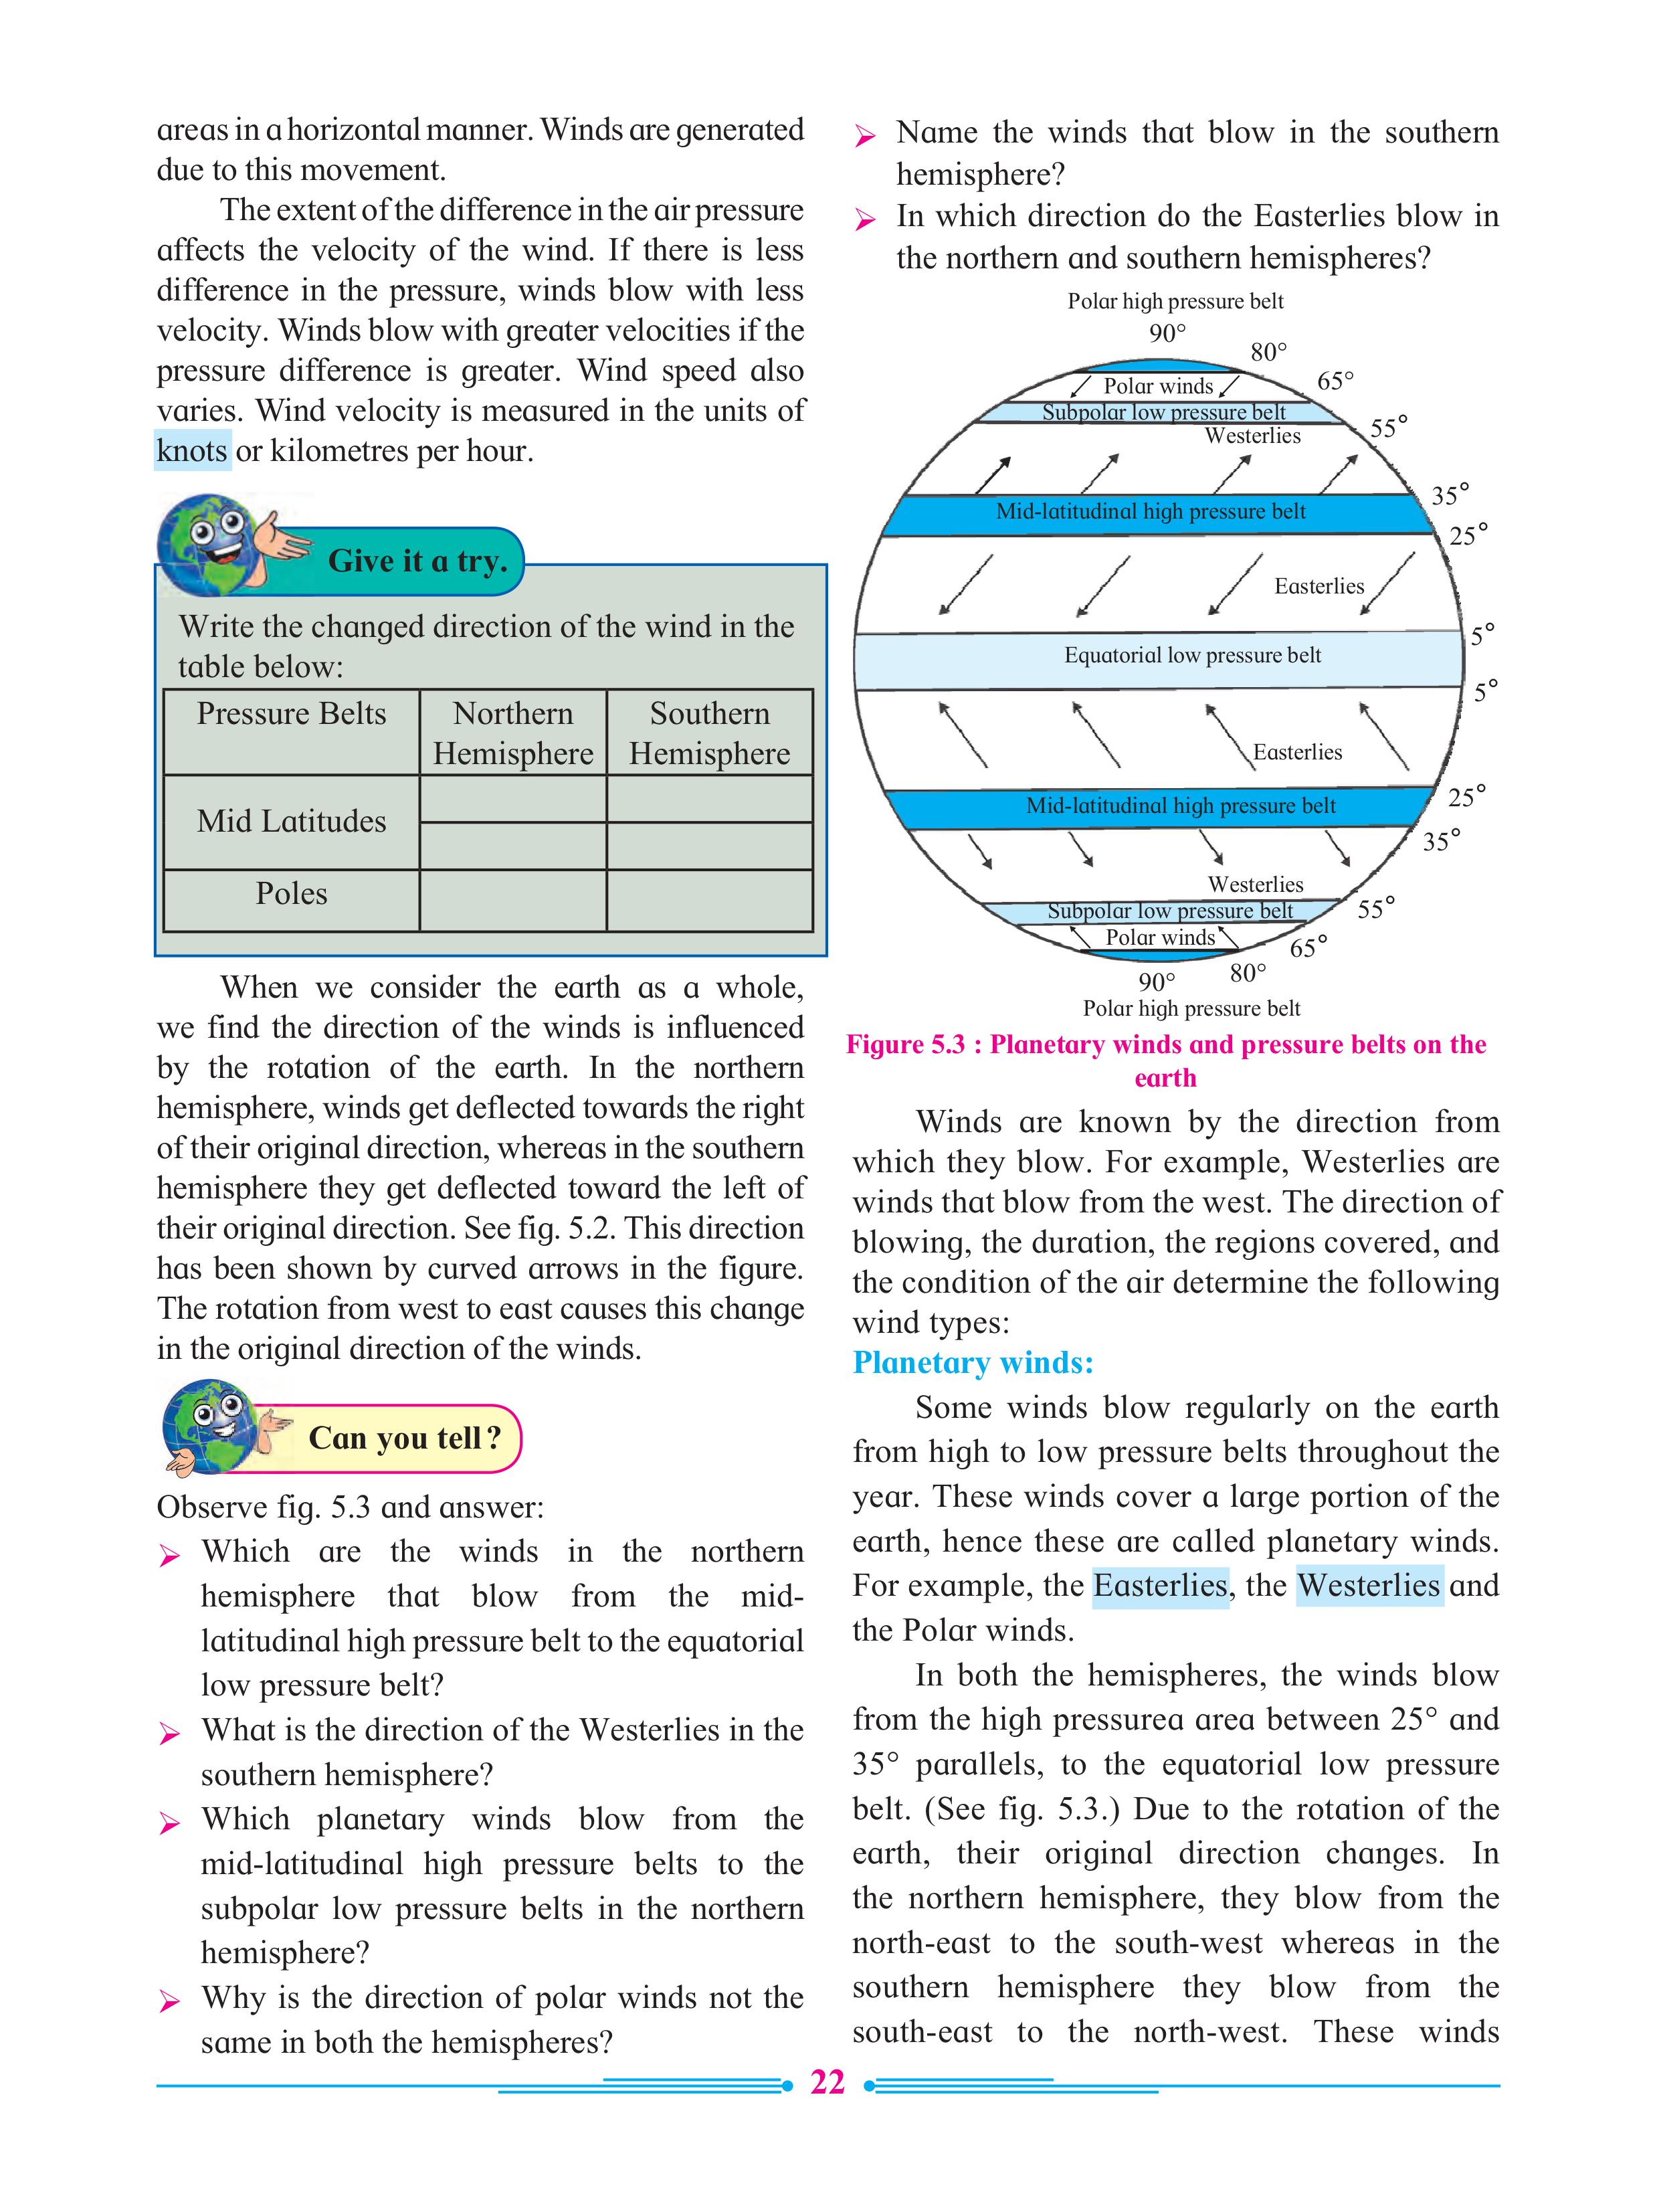 areas in a horizontal manner. Winds are generated
due to this movement.
The extent of the difference in the air pressure
affects the velocity of the wind. If there is less
difference in the pressure, winds blow with less
velocity. Winds blow with greater velocities if the
pressure difference is greater. Wind speed also
varies. Wind velocity is measured in the units of
knots or kilometres per hour.
Give it a try.
Write the changed direction of the wind in the
table below:
Pressure Belts
Northern
Hemisphere
Southern
Hemisphere
Mid Latitudes
Poles
When we consider the earth as a whole,
we find the direction of the winds is influenced
by the rotation of the earth. In the northern
hemisphere, winds get deflected towards the right
of their original direction, whereas in the southern
hemisphere they get deflected toward the left of
their original direction. See fig. 5.2. This direction
has been shown by curved arrows in the figure.
The rotation from west to east causes this change
in the original direction of the winds.
Can you tell ?
Observe fig. 5.3 and answer:
➢ Which are the winds in the northern
hemisphere that blow from the mid-
latitudinal high pressure belt to the equatorial
low pressure belt?
➢ What is the direction of the Westerlies in the
southern hemisphere?
➢ Which planetary winds blow from the
mid-latitudinal high pressure belts to the
subpolar low pressure belts in the northern
hemisphere?
➢ Why is the direction of polar winds not the
same in both the hemispheres?
➢ Name the winds that blow in the southern
hemisphere?
➢ In which direction do the Easterlies blow in
the northern and southern hemispheres?
Polar high pressure belt
90°
80°
Polar winds
65°
Subpolar low pressure belt
55°
Westerlies
35°
Mid-latitudinal high pressure belt
25°
Easterlies
5°
Equatorial low pressure belt
5°
Easterlies
25°
Mid-latitudinal high pressure belt
35°
Westerlies
55°
Subpolar low pressure belt
Polar winds
65°
80°
90°
Polar high pressure belt
Figure 5.3 : Planetary winds and pressure belts on the
earth
Winds are known by the direction from
which they blow. For example, Westerlies are
winds that blow from the west. The direction of
blowing, the duration, the regions covered, and
the condition of the air determine the following
wind types:
Planetary winds:
Some winds blow regularly on the earth
from high to low pressure belts throughout the
year. These winds cover a large portion of the
earth, hence these are called planetary winds.
For example, the Easterlies, the Westerlies and
the Polar winds.
In both the hemispheres, the winds blow
from the high pressurea area between 25° and
35° parallels, to the equatorial low pressure
belt. (See fig. 5.3.) Due to the rotation of the
earth, their original direction changes. In
the northern hemisphere, they blow from the
north-east to the south-west whereas in the
southern hemisphere they blow from the
south-east to the north-west. These winds
22